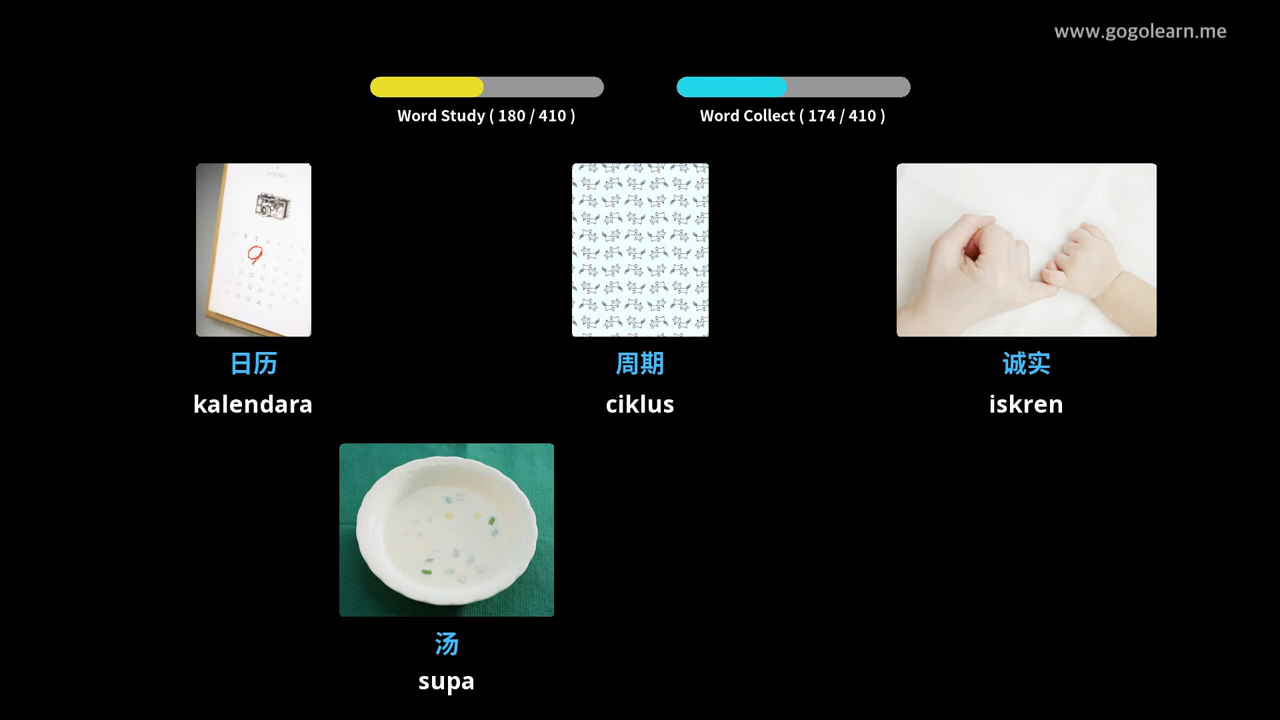 www.gogolearn.me
Word Study ( 180 / 410 )
Word Collect ( 174 / 410 )
日历
kalendara
周期
ciklus
诚实
iskren
汤
supa